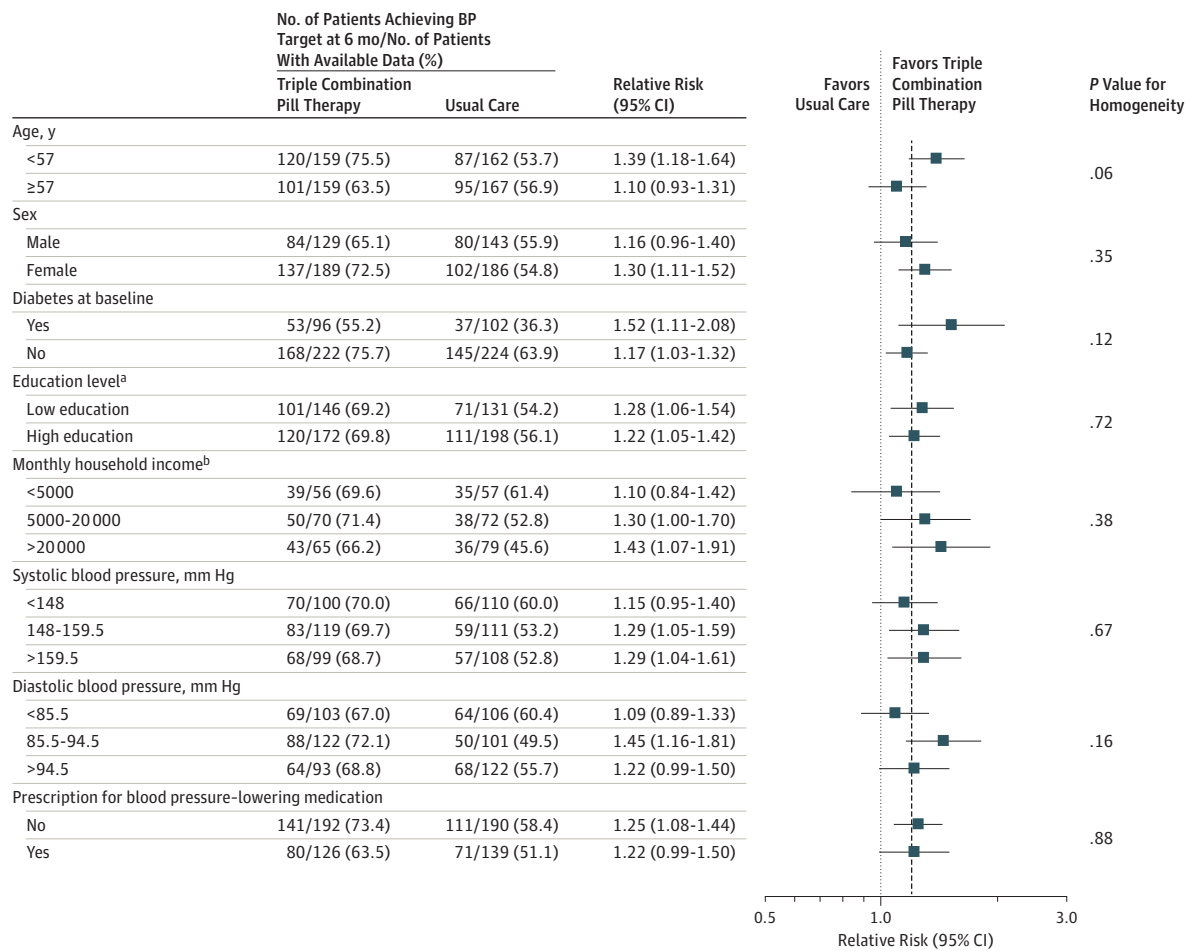 No. of Patients Achieving BP
Target at 6 mo/No. of Patients
With Available Data (%)
Triple Combination
Pill Therapy
Usual Care
Relative Risk
(95% CI)
Favors
Usual Care
Favors Triple
Combination
Pill Therapy
P Value for
Homogeneity
Age, y
<57 120/159 (75.5) 87/162 (53.7) 1.39 (1.18-1.64)
.06
≥57 101/159 (63.5) 95/167 (56.9) 1.10 (0.93-1.31)
Sex
Male 84/129 (65.1) 80/143 (55.9) 1.16 (0.96-1.40)
.35
Female 137/189 (72.5) 102/186 (54.8) 1.30 (1.11-1.52)
Diabetes at baseline
Yes 53/96 (55.2) 37/102 (36.3) 1.52 (1.11-2.08)
.12
No 168/222 (75.7) 145/224 (63.9) 1.17 (1.03-1.32)
Education levelᵃ
Low education 101/146 (69.2) 71/131 (54.2) 1.28 (1.06-1.54)
.72
High education 120/172 (69.8) 111/198 (56.1) 1.22 (1.05-1.42)
Monthly household incomeᵇ
<5000 39/56 (69.6) 35/57 (61.4) 1.10 (0.84-1.42)
5000-20 000 50/70 (71.4) 38/72 (52.8) 1.30 (1.00-1.70) .38
>20 000 43/65 (66.2) 36/79 (45.6) 1.43 (1.07-1.91)
Systolic blood pressure, mm Hg
<148 70/100 (70.0) 66/110 (60.0) 1.15 (0.95-1.40)
148-159.5 83/119 (69.7) 59/111 (53.2) 1.29 (1.05-1.59) .67
>159.5 68/99 (68.7) 57/108 (52.8) 1.29 (1.04-1.61)
Diastolic blood pressure, mm Hg
<85.5 69/103 (67.0) 64/106 (60.4) 1.09 (0.89-1.33)
85.5-94.5 88/122 (72.1) 50/101 (49.5) 1.45 (1.16-1.81) .16
>94.5 64/93 (68.8) 68/122 (55.7) 1.22 (0.99-1.50)
Prescription for blood pressure-lowering medication
No 141/192 (73.4) 111/190 (58.4) 1.25 (1.08-1.44)
.88
Yes 80/126 (63.5) 71/139 (51.1) 1.22 (0.99-1.50)
0.5 1.0 3.0
Relative Risk (95% CI)